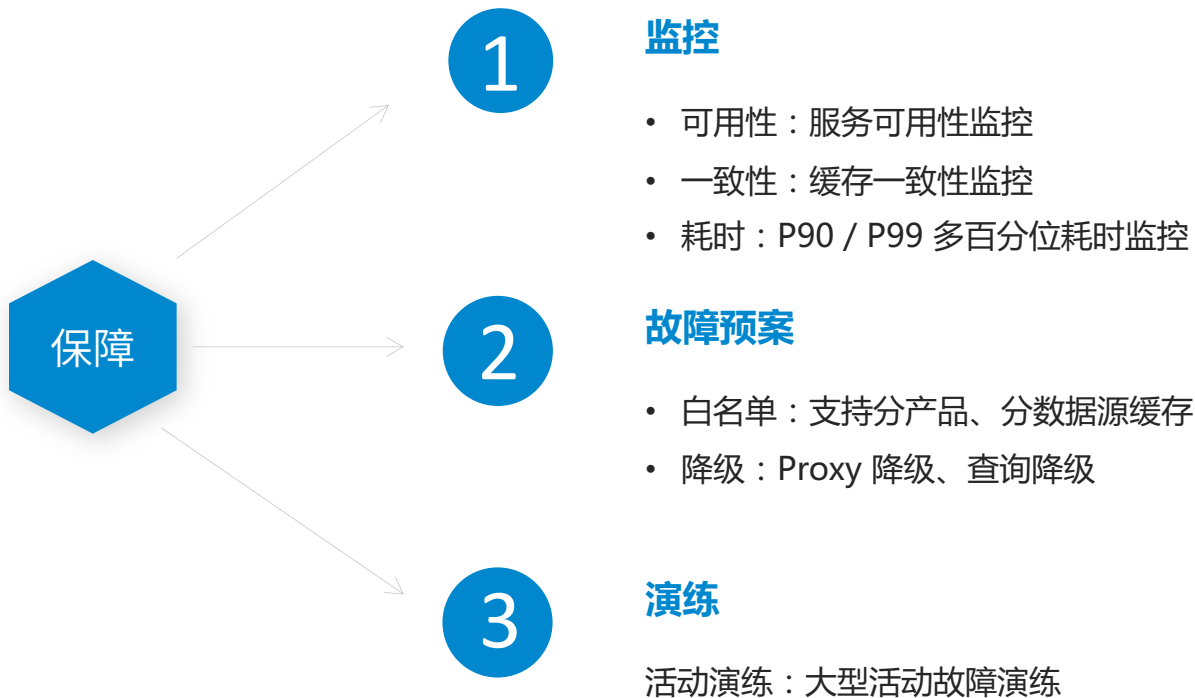 保障
1
监控
• 可用性：服务可用性监控
• 一致性：缓存一致性监控
• 耗时：P90 / P99 多百分位耗时监控
2
故障预案
• 白名单：支持分产品、分数据源缓存
• 降级：Proxy 降级、查询降级
3
演练
活动演练：大型活动故障演练